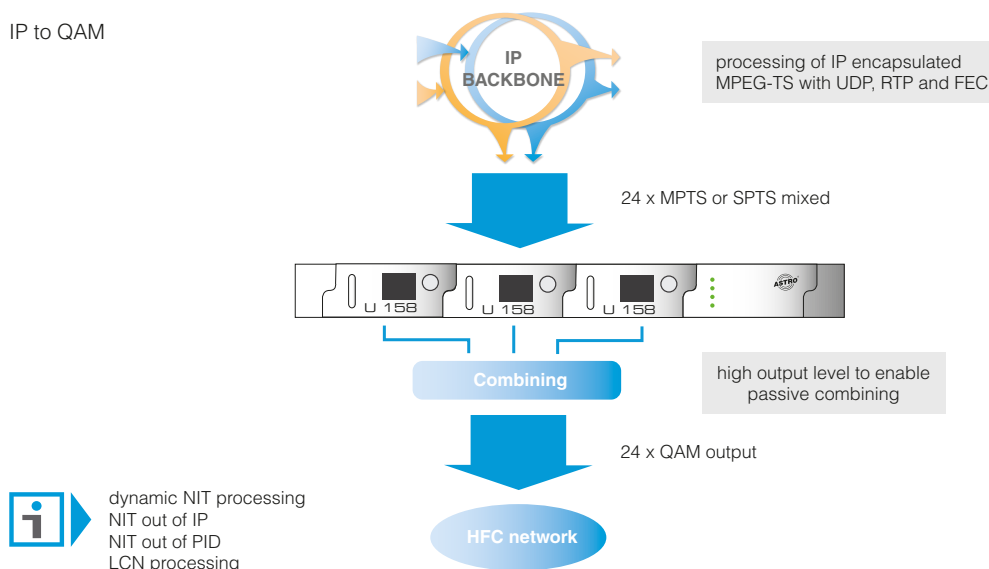 IP to QAM
IP
BACKBONE
processing of IP encapsulated
MPEG-TS with UDP, RTP and FEC
24 x MPTS or SPTS mixed
U 158
U 158
U 158
ASTRO
Combining
high output level to enable
passive combining
24 x QAM output
i
dynamic NIT processing
NIT out of IP
NIT out of PID
LCN processing
HFC network